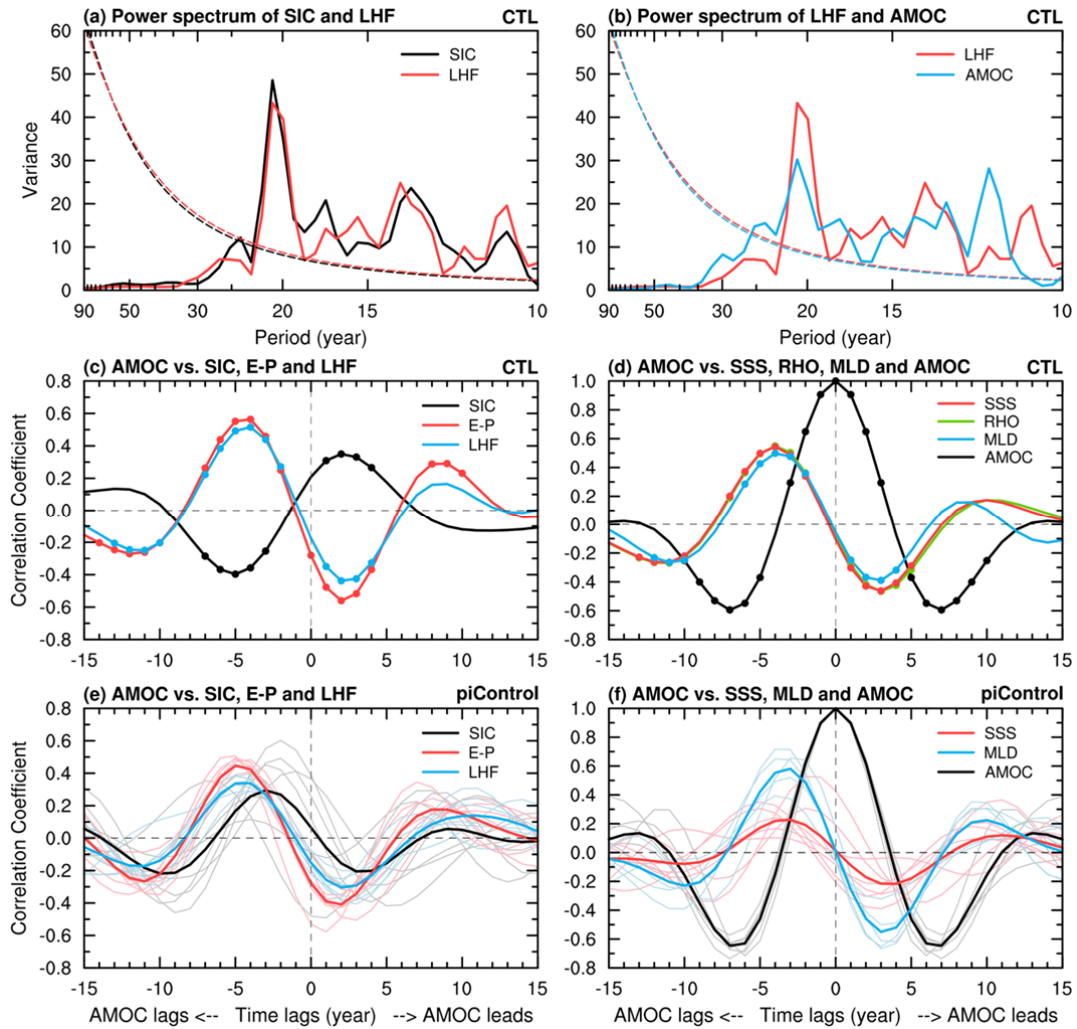 (a) Power spectrum of SIC and LHF CTL
60
50
40
30
20
10
0
Variance
SIC
LHF
90 50 30 20 15 10
Period (year)
(b) Power spectrum of LHF and AMOC CTL
60
50
40
30
20
10
0
LHF
AMOC
90 50 30 20 15 10
Period (year)
(c) AMOC vs. SIC, E-P and LHF CTL
0.8
0.6
0.4
0.2
0.0
-0.2
-0.4
-0.6
-0.8
Correlation Coefficient
SIC
E-P
LHF
-15 -10 -5 0 5 10 15
(d) AMOC vs. SSS, RHO, MLD and AMOC CTL
1.0
0.8
0.6
0.4
0.2
0.0
-0.2
-0.4
-0.6
-0.8
SSS
RHO
MLD
AMOC
-15 -10 -5 0 5 10 15
(e) AMOC vs. SIC, E-P and LHF piControl
0.8
0.6
0.4
0.2
0.0
-0.2
-0.4
-0.6
-0.8
Correlation Coefficient
SIC
E-P
LHF
-15 -10 -5 0 5 10 15
AMOC lags <-- Time lags (year) --> AMOC leads
(f) AMOC vs. SSS, MLD and AMOC piControl
1.0
0.8
0.6
0.4
0.2
0.0
-0.2
-0.4
-0.6
-0.8
SSS
MLD
AMOC
-15 -10 -5 0 5 10 15
AMOC lags <-- Time lags (year) --> AMOC leads